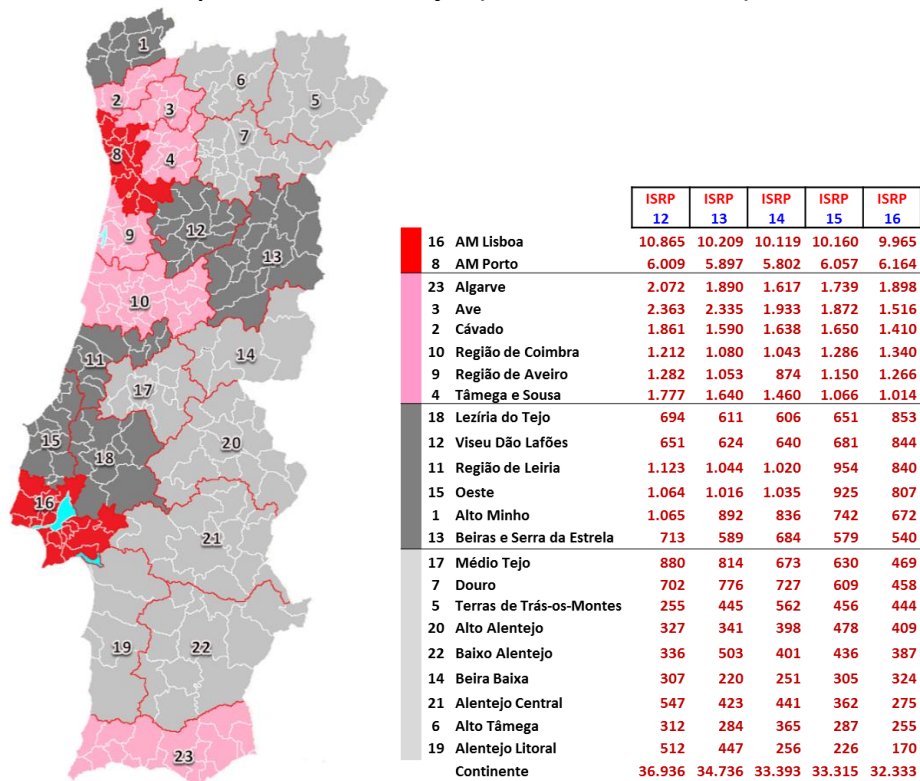 1
6
5
2
3
7
8
4
12
9
13
10
11
14
17
15
18
20
16
21
19
22
23
ISRP ISRP ISRP ISRP ISRP
12 13 14 15 16
16 AM Lisboa 10.865 10.209 10.119 10.160 9.965
8 AM Porto 6.009 5.897 5.802 6.057 6.164
23 Algarve 2.072 1.890 1.617 1.739 1.898
3 Ave 2.363 2.335 1.933 1.872 1.516
2 Cávado 1.861 1.590 1.638 1.650 1.410
10 Região de Coimbra 1.212 1.080 1.043 1.286 1.340
9 Região de Aveiro 1.282 1.053 874 1.150 1.266
4 Tâmega e Sousa 1.777 1.640 1.460 1.066 1.014
18 Lezíria do Tejo 694 611 606 651 853
12 Viseu Dão Lafões 651 624 640 681 844
11 Região de Leiria 1.123 1.044 1.020 954 840
15 Oeste 1.064 1.016 1.035 925 807
1 Alto Minho 1.065 892 836 742 672
13 Beiras e Serra da Estrela 713 589 684 579 540
17 Médio Tejo 880 814 673 630 469
7 Douro 702 776 727 609 458
5 Terras de Trás-os-Montes 255 445 562 456 444
20 Alto Alentejo 327 341 398 478 409
22 Baixo Alentejo 336 503 401 436 387
14 Beira Baixa 307 220 251 305 324
21 Alentejo Central 547 423 441 362 275
6 Alto Tâmega 312 284 365 287 255
19 Alentejo Litoral 512 447 256 226 170
Continente 36.936 34.736 33.393 33.315 32.333